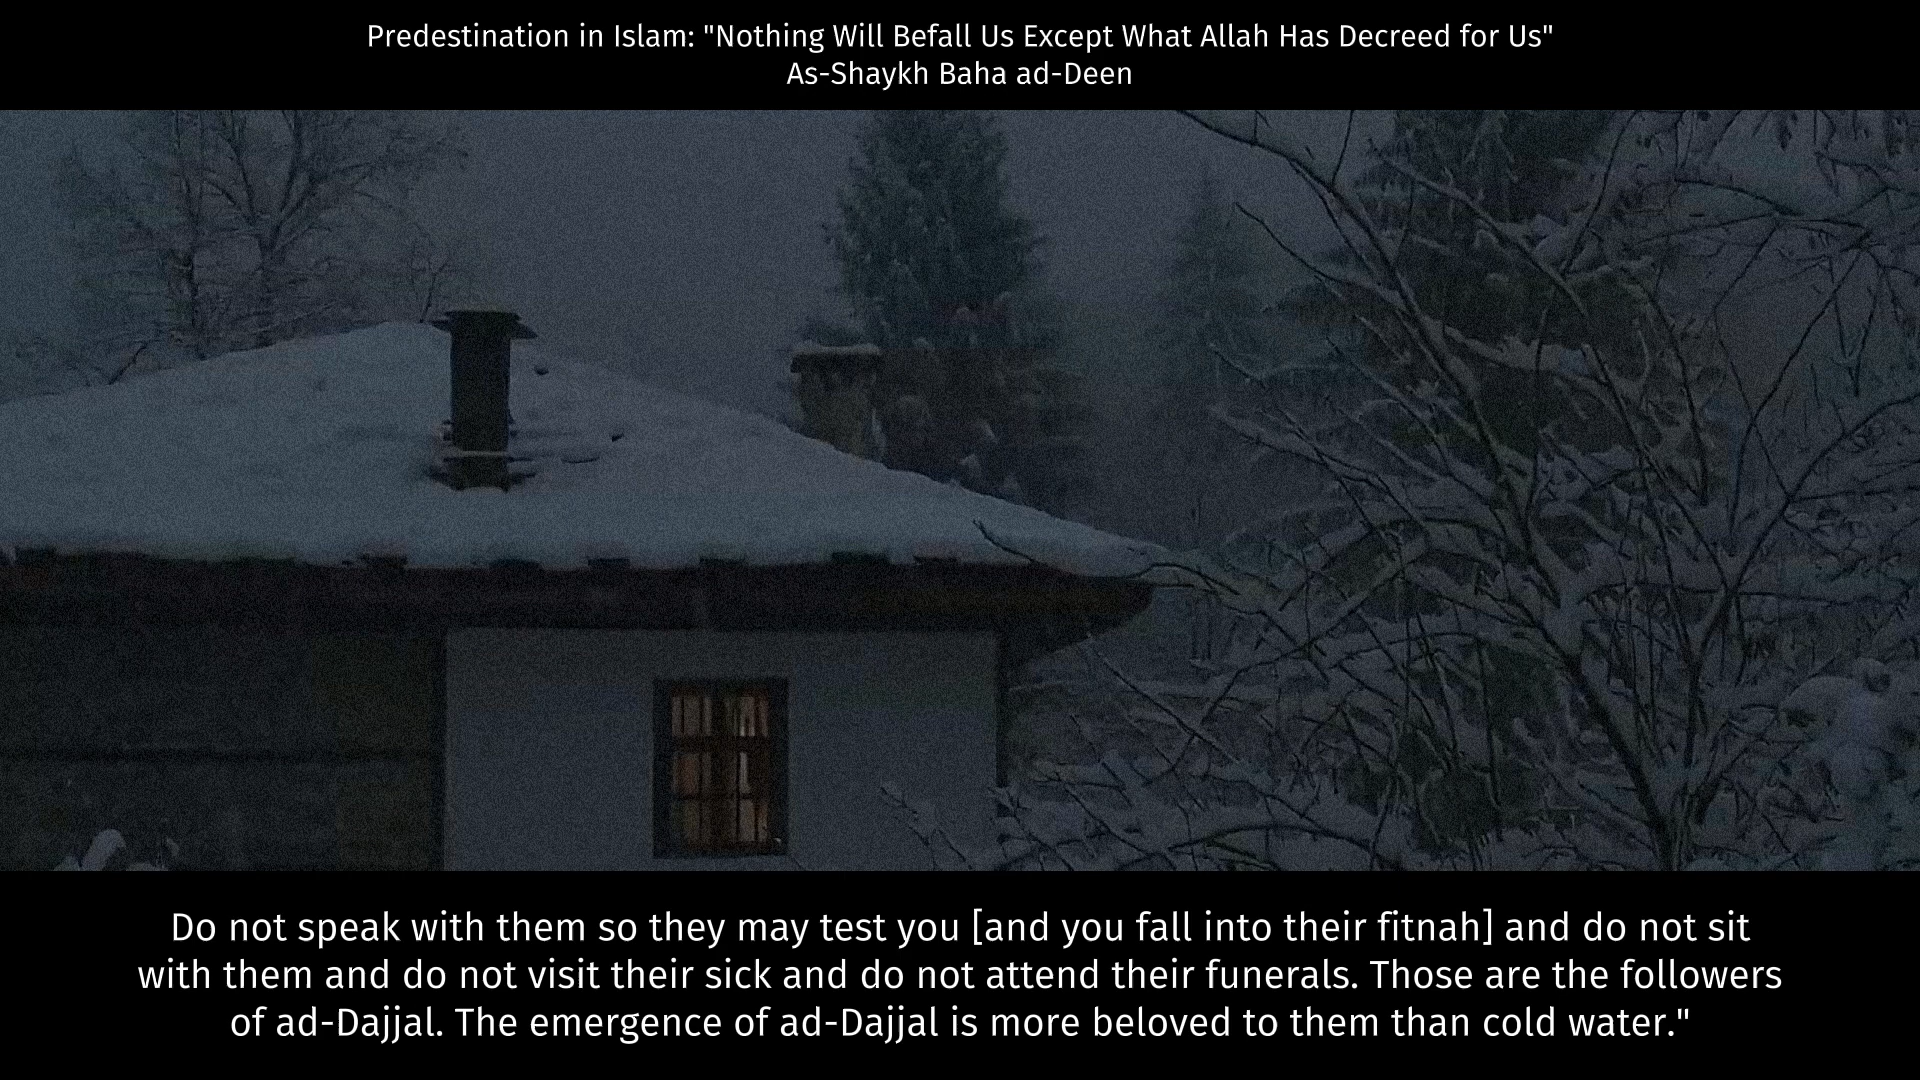 Predestination in Islam: "Nothing Will Befall Us Except What Allah Has Decreed for Us"
As-Shaykh Baha ad-Deen
Do not speak with them so they may test you [and you fall into their fitnah] and do not sit
with them and do not visit their sick and do not attend their funerals. Those are the followers
of ad-Dajjal. The emergence of ad-Dajjal is more beloved to them than cold water."